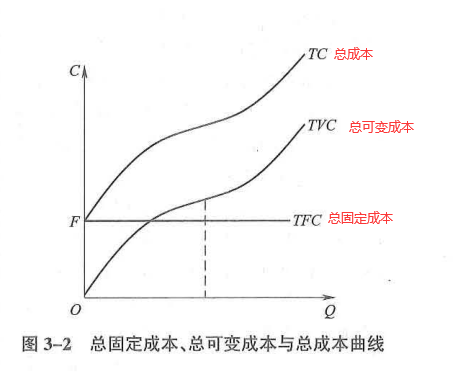 C
TC 总成本
TVC 总可变成本
F
TFC 总固定成本
O
Q
图 3-2 总固定成本、总可变成本与总成本曲线